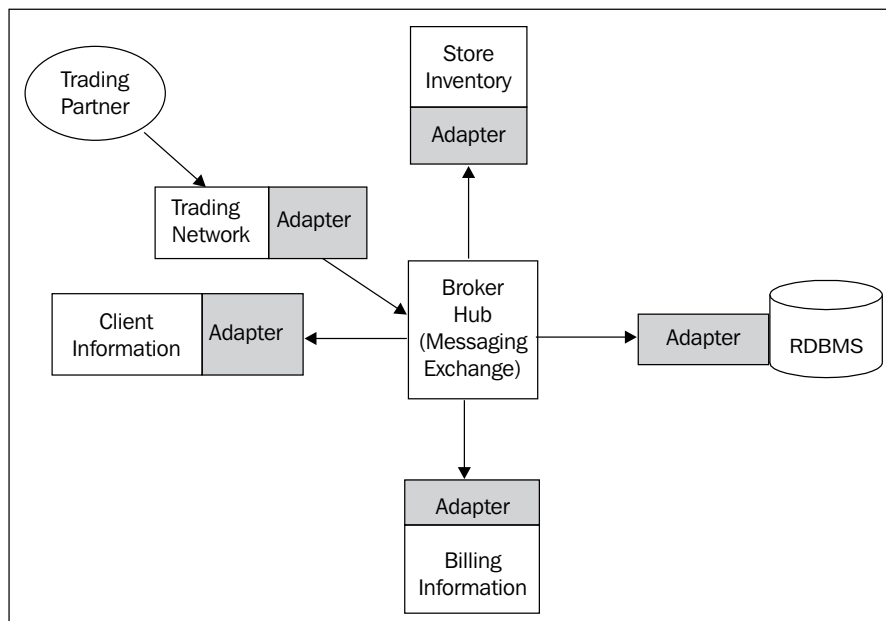 Trading
Partner
Store
Inventory
Adapter
Trading
Network
Adapter
Client
Information
Adapter
Broker
Hub
(Messaging
Exchange)
Adapter
RDBMS
Adapter
Billing
Information